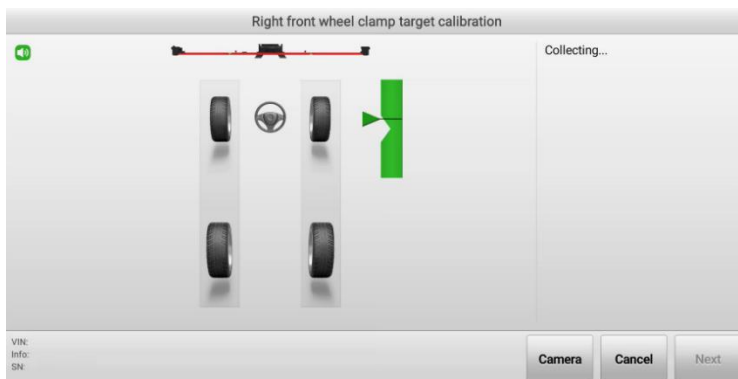 Right front wheel clamp target calibration
Collecting...
VIN:
Info:
SN:
Camera
Cancel
Next